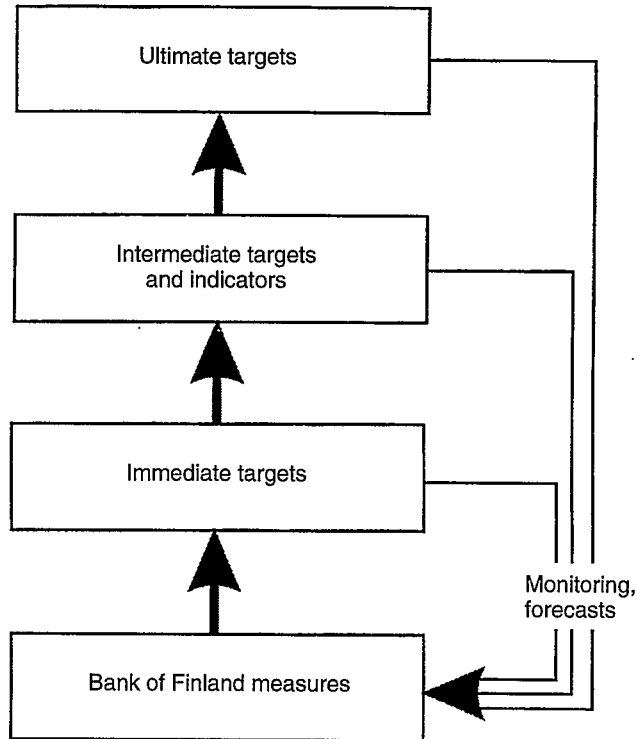 Ultimate targets
Intermediate targets
and indicators
Immediate targets
Monitoring,
forecasts
Bank of Finland measures